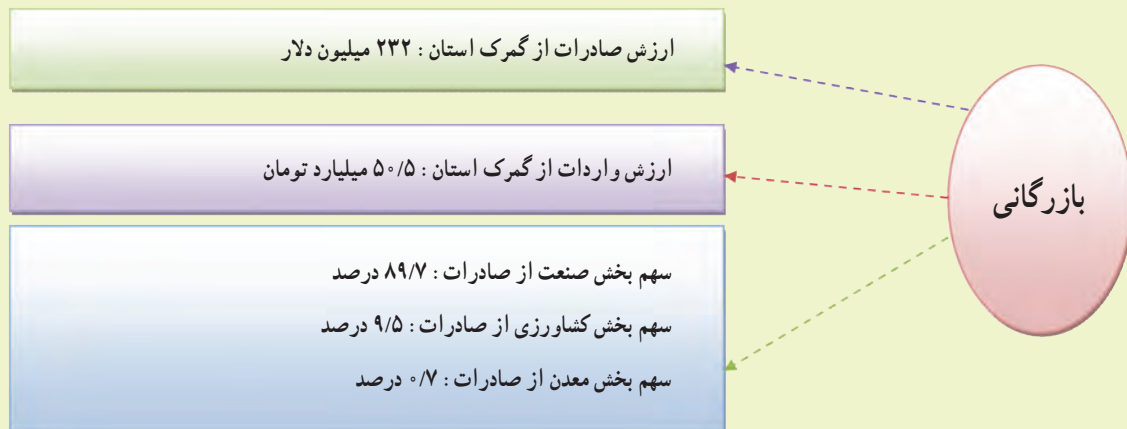 ارزش صادرات از گمرک استان : ۲۳۲ میلیون دلار
ارزش واردات از گمرک استان : ۵۰/۵ میلیارد تومان
بازرگانی
سهم بخش صنعت از صادرات : ۸۹/۷ درصد
سهم بخش کشاورزی از صادرات : ۹/۵ درصد
سهم بخش معدن از صادرات : ۰/۷ درصد